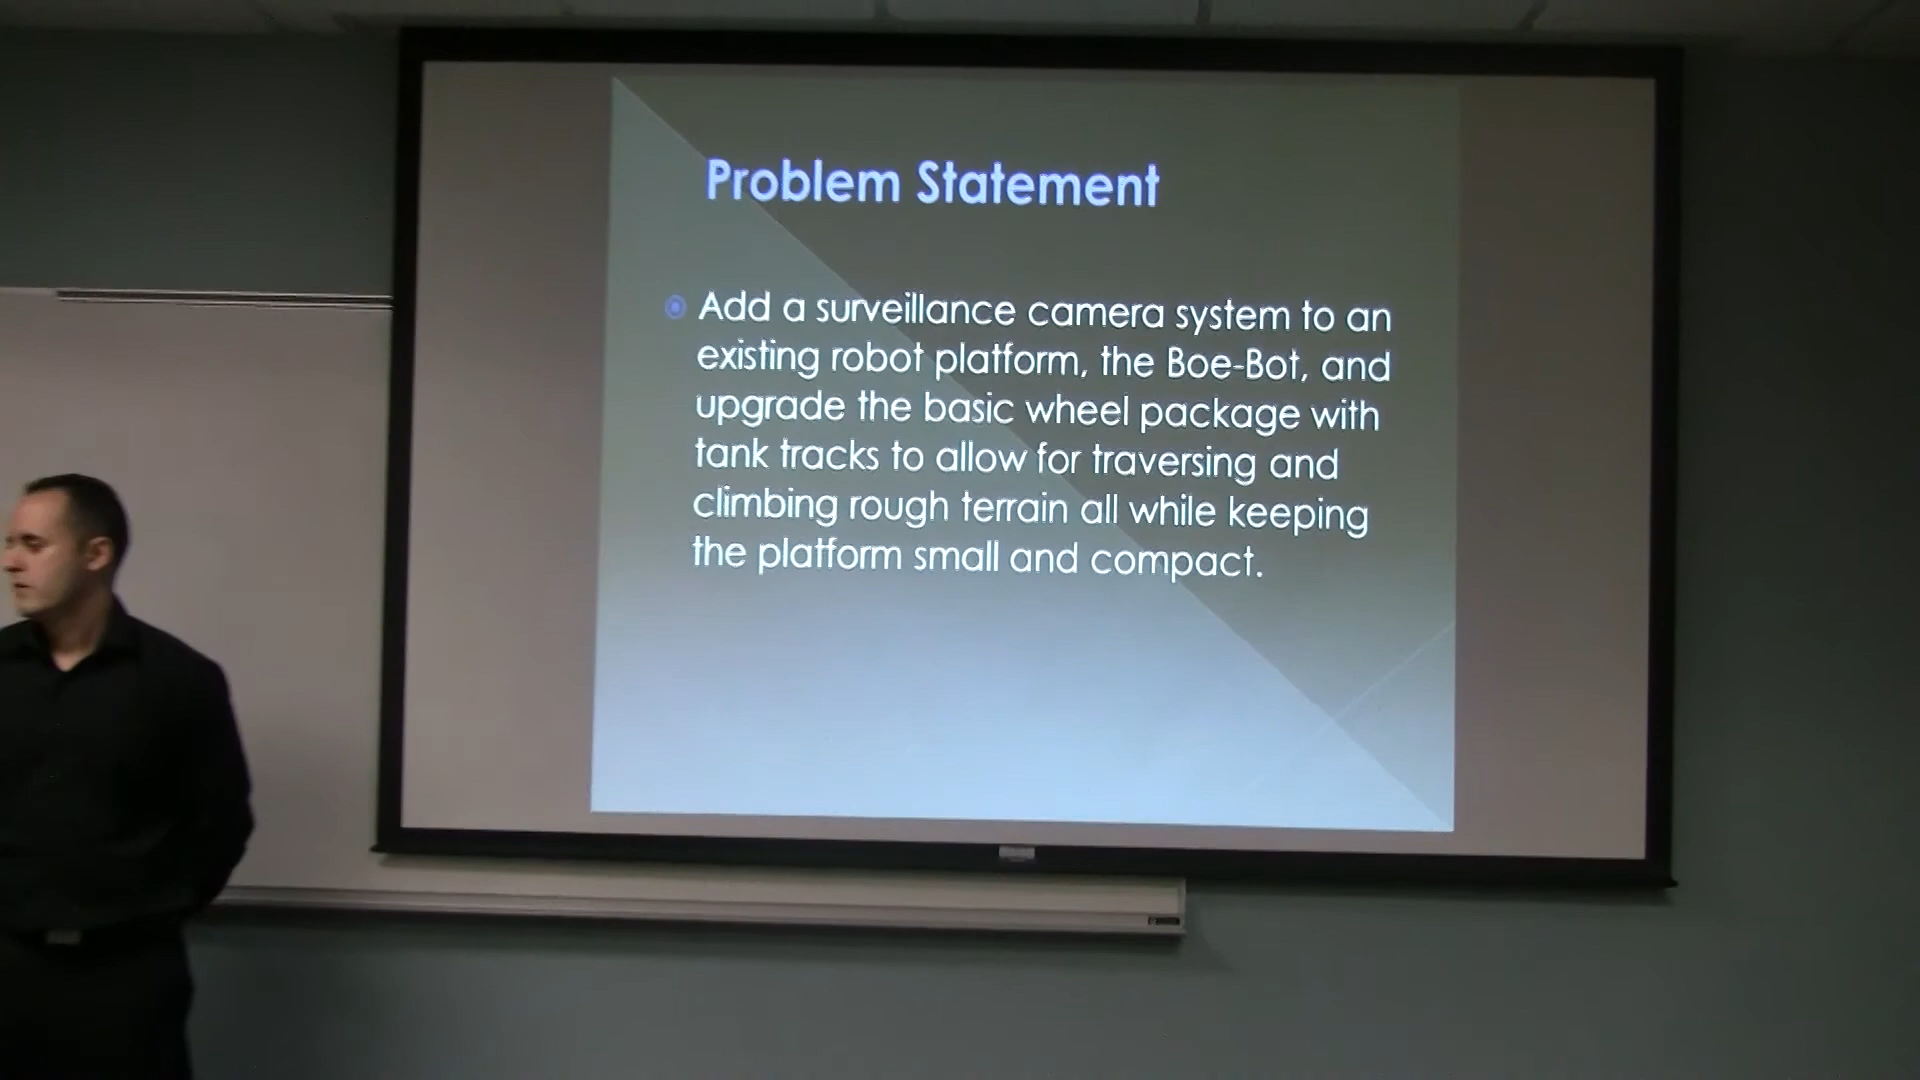 Problem Statement
Add a surveillance camera system to an
existing robot platform, the Boe-Bot, and
upgrade the basic wheel package with
tank tracks to allow for traversing and
climbing rough terrain all while keeping
the platform small and compact.